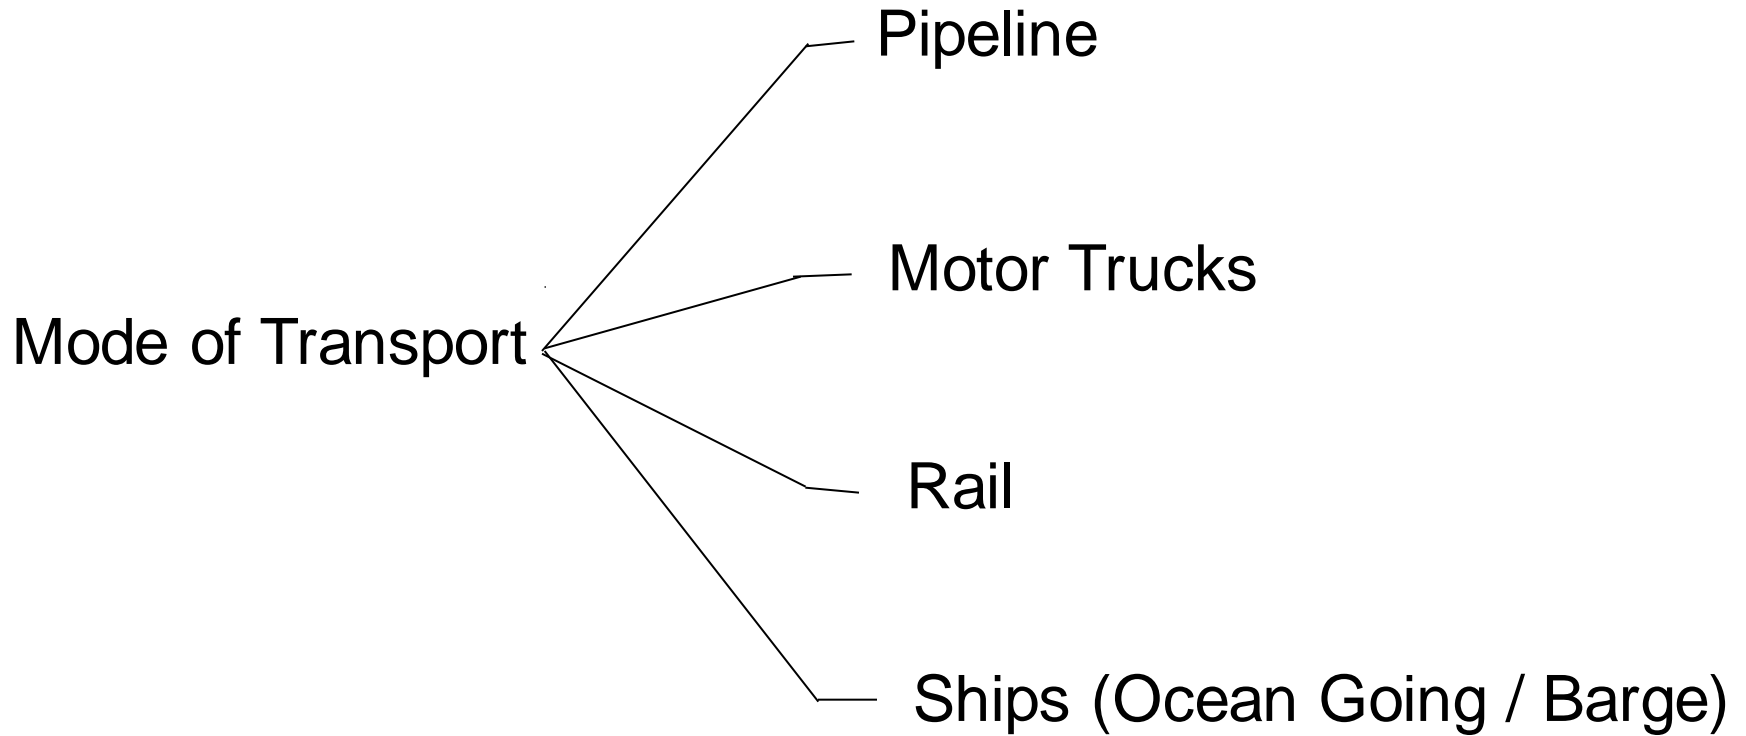 Pipeline
Motor Trucks
Mode of Transport
Rail
Ships (Ocean Going / Barge)